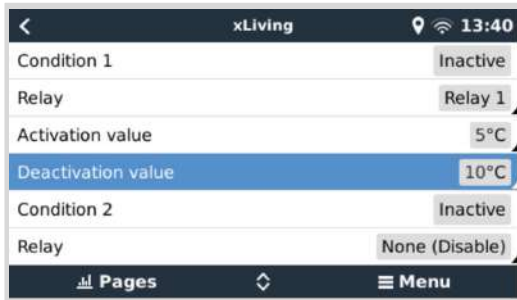 xLiving 13:40
Condition 1 Inactive
Relay Relay 1
Activation value 5°C
Deactivation value 10°C
Condition 2 Inactive
Relay None (Disable)
Pages Menu